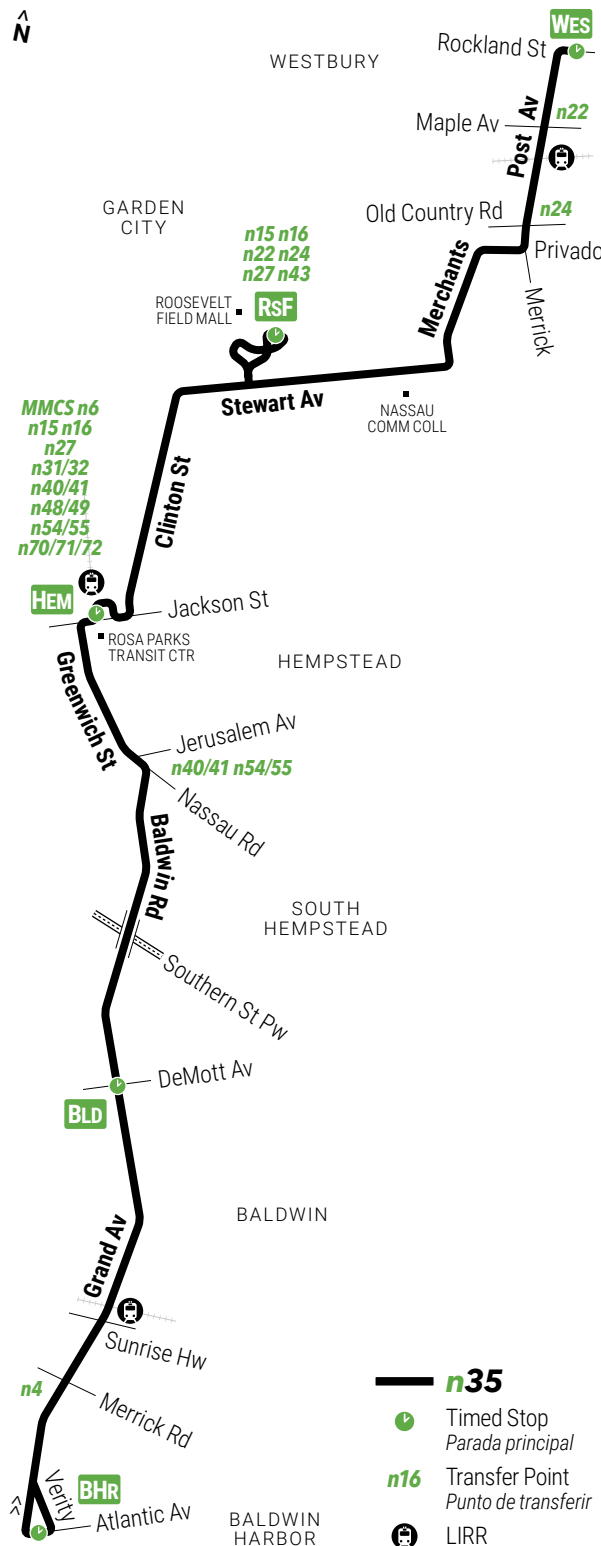 N
WES
Rockland St
WESTBURY
n22
Maple Av
Post Av
GARDEN
CITY
Old Country Rd
n24
n15 n16
n22 n24
n27 n43
Privado
Merchants
Merrick
ROOSEVELT
FIELD MALL
RSF
Stewart Av
NASSAU
COMM COLL
MMCS n6
n15 n16
n27
n31/32
n40/41
n48/49
n54/55
n70/71/72
Clinton St
HEM
Jackson St
ROSA PARKS
TRANSIT CTR
HEMPSTEAD
Greenwich St
Jerusalem Av
n40/41 n54/55
Nassau Rd
Baldwin Rd
SOUTH
HEMPSTEAD
Southern St Pw
DeMott Av
BLD
BALDWIN
Grand Av
Sunrise Hw
n4
Merrick Rd
Verity
BHR
Atlantic Av
BALDWIN
HARBOR
n35
Timed Stop
Parada principal
n16
Transfer Point
Punto de transferir
LIRR